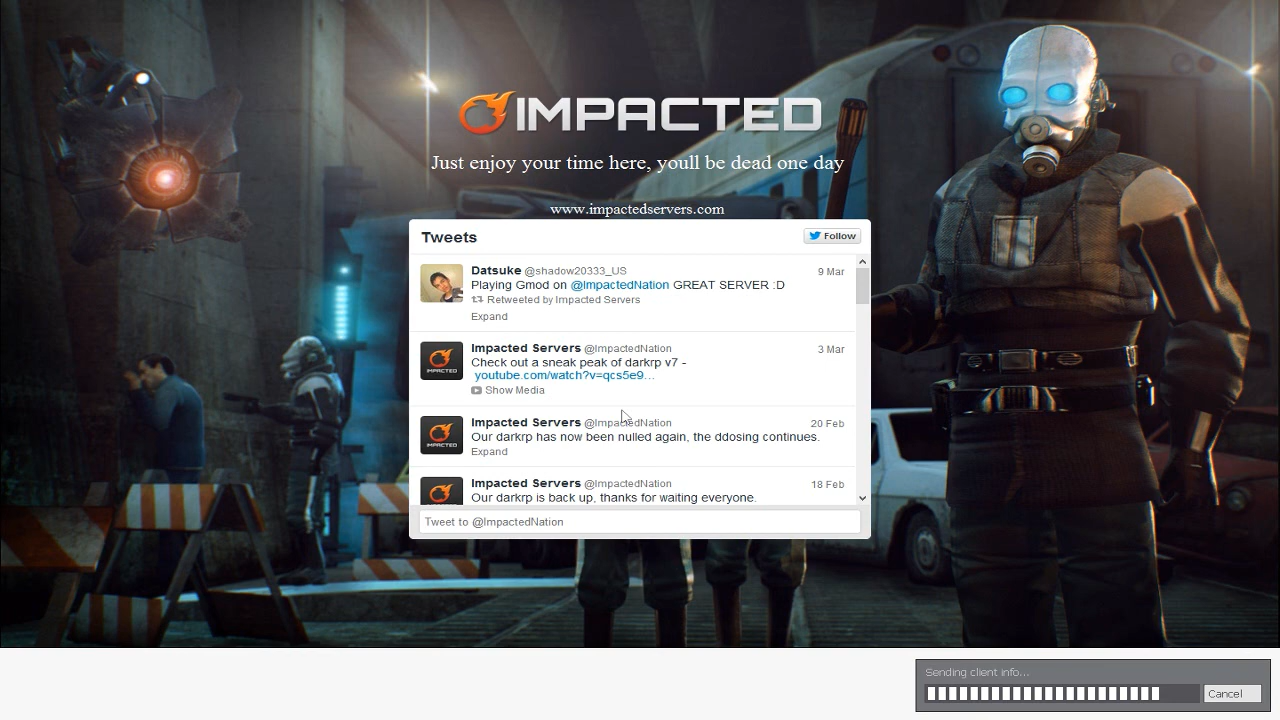 IMPACTED
Just enjoy your time here, youll be dead one day
www.impactedservers.com
Tweets
Follow
Datsuke @shadow20333_US 9 Mar
Playing Gmod on @ImpactedNation GREAT SERVER :D
Retweeted by Impacted Servers
Expand
Impacted Servers @ImpactedNation 3 Mar
Check out a sneak peak of darkrp v7 -
youtube.com/watch?v=qcs5e9...
Show Media
IMPACTED
Impacted Servers @ImpactedNation 20 Feb
Our darkrp has now been nulled again, the ddosing continues.
Expand
IMPACTED
Impacted Servers @ImpactedNation 18 Feb
Our darkrp is back up, thanks for waiting everyone.
Tweet to @ImpactedNation
Sending client info...
Cancel